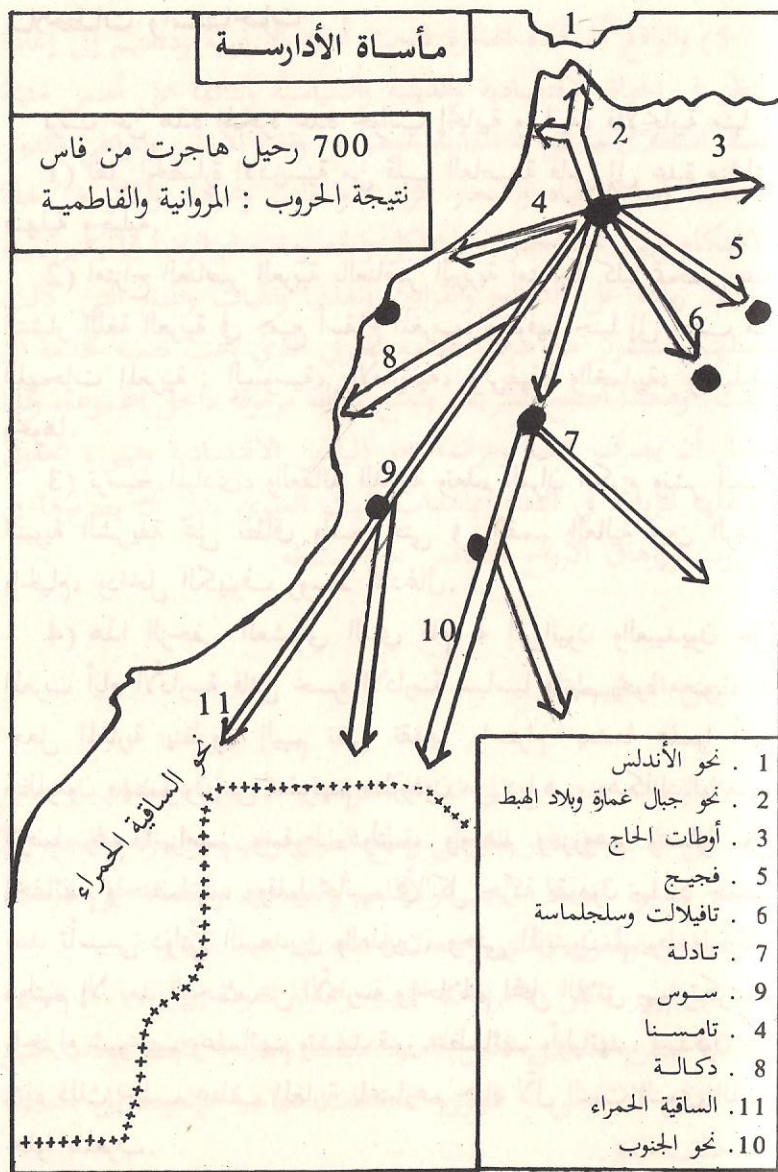 مأساة الأدارسة
700 رحيل هاجرت من فاس
نتيجة الحروب : المروانية والفاطمية
1
2
3
4
5
6
7
8
9
10
11
نحو الساقية الحمراء
1 . نحو الأندلس
2 . نحو جبال غمارة وبلاد الهبط
3 . أوطات الحاج
5 . فجيج
6 . تافيلالت وسلجلماسة
7 . تادلة
9 . سوس
4 . تامسنا
8 . دكالة
11. الساقية الحمراء
10. نحو الجنوب